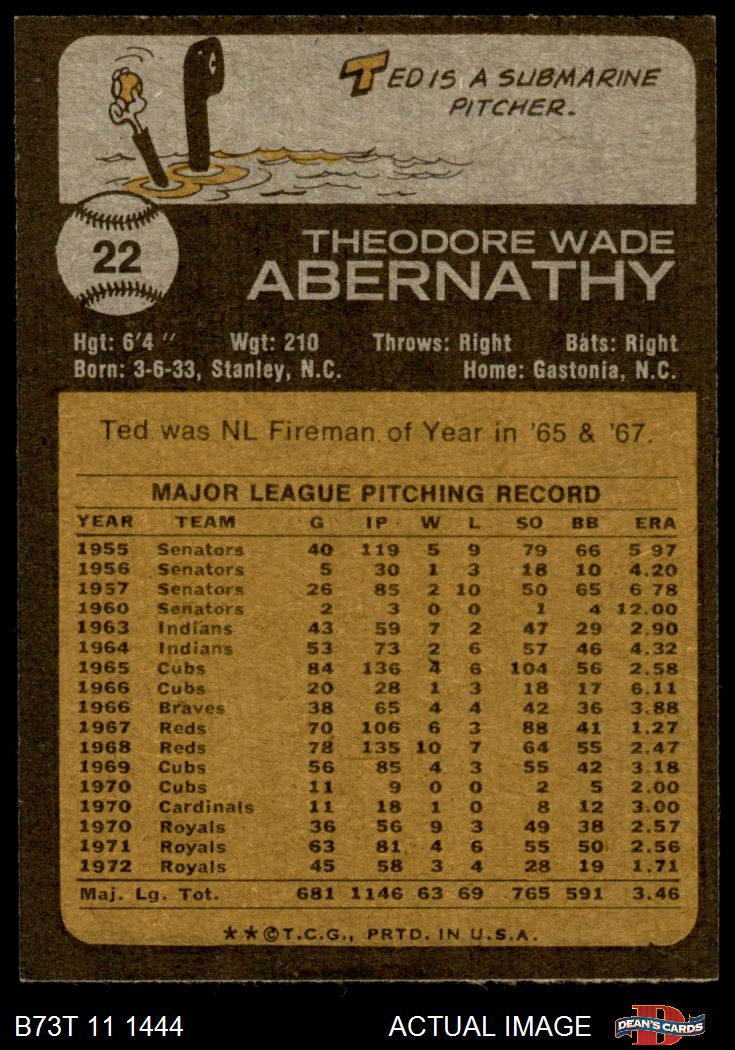 TED IS A SUBMARINE
PITCHER.
22
THEODORE WADE
ABERNATHY
Hgt: 6'4" Wgt: 210 Throws: Right Bats: Right
Born: 3-6-33, Stanley, N.C. Home: Gastonia, N.C.
Ted was NL Fireman of Year in '65 & '67.
MAJOR LEAGUE PITCHING RECORD
YEAR TEAM G IP W L SO BB ERA
1955 Senators 40 119 5 9 79 66 5 97
1956 Senators 5 30 1 3 18 10 4.20
1957 Senators 26 85 2 10 50 65 6 78
1960 Senators 2 3 0 0 1 4 12.00
1963 Indians 43 59 7 2 47 29 2.90
1964 Indians 53 73 2 6 57 46 4.32
1965 Cubs 84 136 4 6 104 56 2.58
1966 Cubs 20 28 1 3 18 17 6.11
1966 Braves 38 65 4 4 42 36 3.88
1967 Reds 70 106 6 3 88 41 1.27
1968 Reds 78 135 10 7 64 55 2.47
1969 Cubs 56 85 4 3 55 42 3.18
1970 Cubs 11 9 0 0 2 5 2.00
1970 Cardinals 11 18 1 0 8 12 3.00
1970 Royals 36 56 9 3 49 38 2.57
1971 Royals 63 81 4 6 55 50 2.56
1972 Royals 45 58 3 4 28 19 1.71
Maj. Lg. Tot. 681 1146 63 69 765 591 3.46
★★©T.C.G., PRTD. IN U.S.A.
B73T 11 1444 ACTUAL IMAGE DEAN'S CARDS